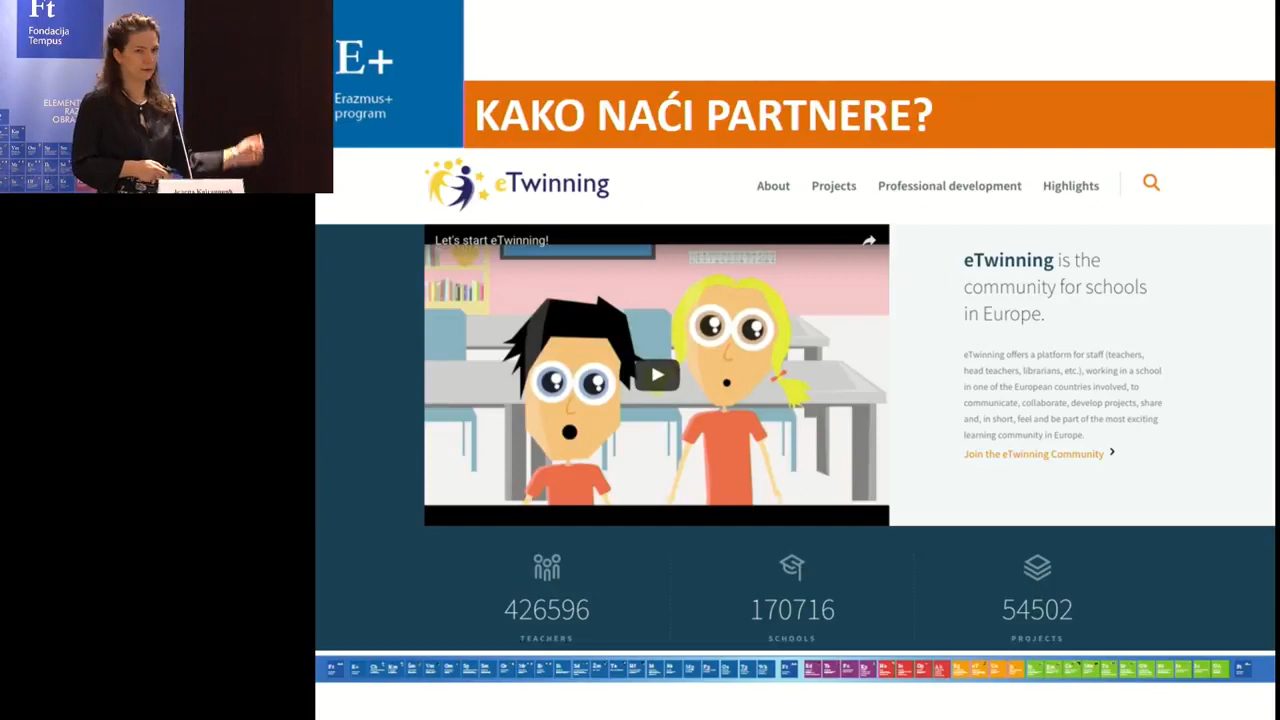 Ft
Fondacija
Tempus
E+
Erasmus+
program
KAKO NAĆI PARTNERE?
eTwinning
About
Projects
Professional development
Highlights
Let's start eTwinning!
eTwinning is the
community for schools
in Europe.
eTwinning offers a platform for staff (teachers,
head teachers, librarians, etc.), working in a school
in one of the European countries involved, to
communicate, collaborate, develop projects, share
and, in short, feel and be part of the most exciting
learning community in Europe.
Join the eTwinning Community
426596
TEACHERS
170716
SCHOOLS
54502
PROJECTS